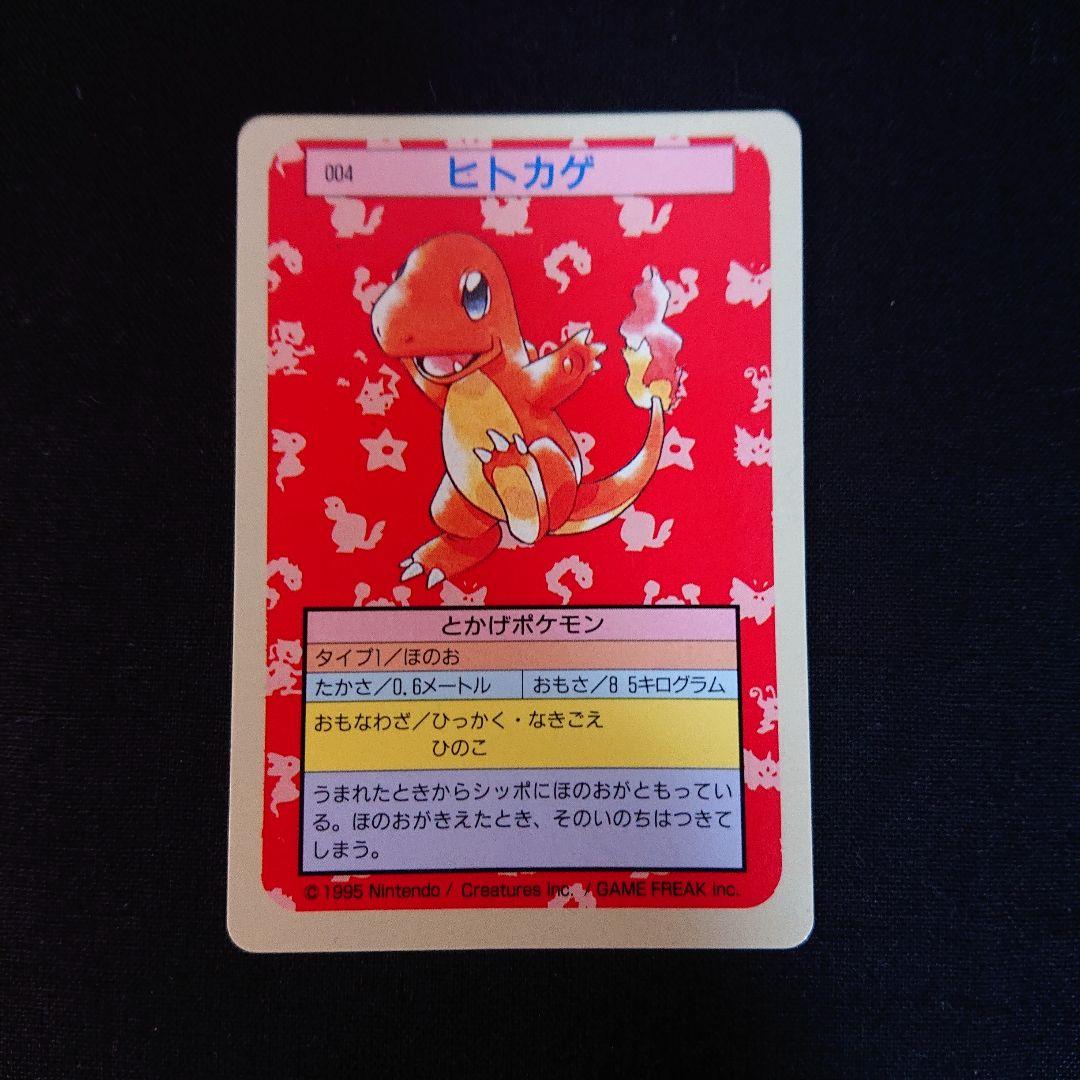 004 ヒトカゲ
とかげポケモン
タイプ1／ほのお
たかさ／0.6メートル おもさ／8 5キログラム
おもなわざ／ひっかく・なきごえ
ひのこ
うまれたときからシッポにほのおがともってい
る。ほのおがきえたとき、そのいのちはつきて
しまう。
© 1995 Nintendo / Creatures inc. / GAME FREAK inc.